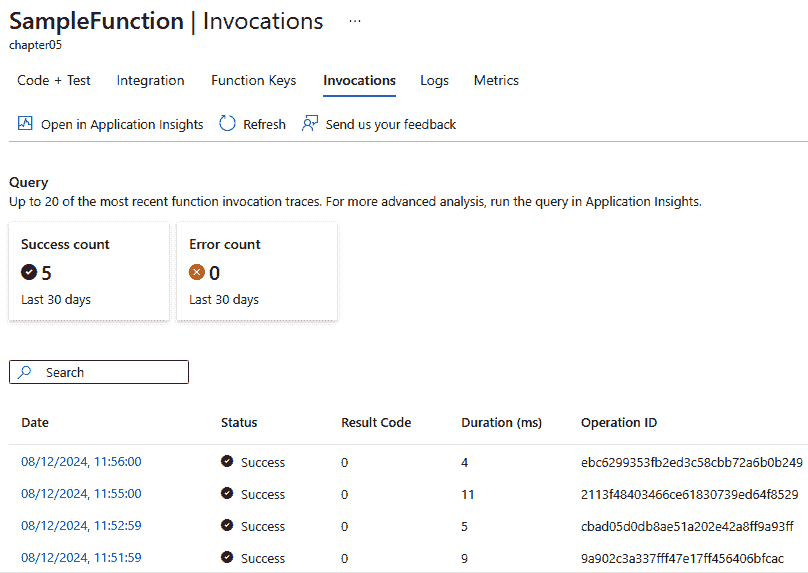 SampleFunction | Invocations ...
chapter05
Code + Test Integration Function Keys Invocations Logs Metrics
Open in Application Insights Refresh Send us your feedback
Query
Up to 20 of the most recent function invocation traces. For more advanced analysis, run the query in Application Insights.
Success count Error count
5 0
Last 30 days Last 30 days
Search
Date Status Result Code Duration (ms) Operation ID
08/12/2024, 11:56:00 Success 0 4 ebc6299353fb2ed3c58cbb72a6b0b249
08/12/2024, 11:55:00 Success 0 11 2113f48403466ce61830739ed64f8529
08/12/2024, 11:52:59 Success 0 5 cbad05d0db8ae51a202e42a8ff9a93ff
08/12/2024, 11:51:59 Success 0 9 9a902c3a337fff47e17ff456406bfcac